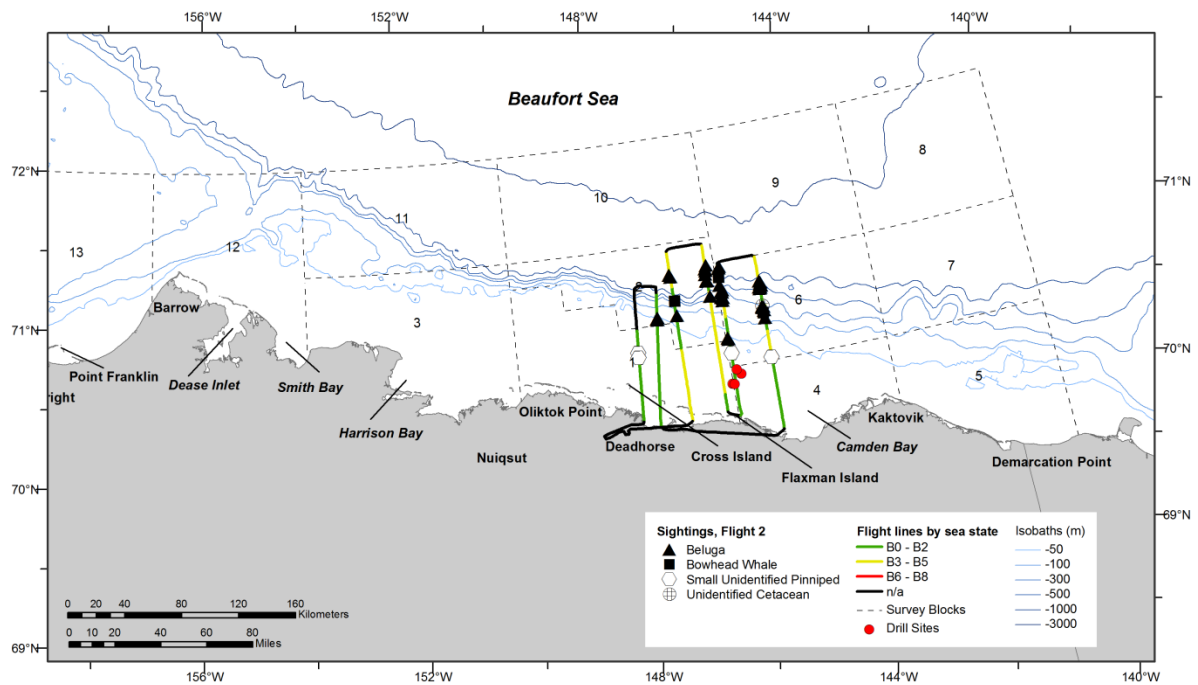 156°W 152°W 148°W 144°W 140°W
Beaufort Sea
8
72°N 71°N
9
10
11
12
13
7
6
2
3
Barrow
71°N 70°N
Point Franklin
Dease Inlet
Smith Bay
1
5
4
right
Harrison Bay
Oliktok Point
Kaktovik
Camden Bay
Deadhorse
Cross Island
Nuiqsut
Demarcation Point
Flaxman Island
70°N 69°N
Sightings, Flight 2
Beluga
Bowhead Whale
Small Unidentified Pinniped
Unidentified Cetacean
Flight lines by sea state
B0 - B2
B3 - B5
B6 - B8
n/a
Survey Blocks
Drill Sites
Isobaths (m)
-50
-100
-300
-500
-1000
-3000
0 20 40 80 120 160
Kilometers
0 10 20 40 60 80
Miles
69°N
156°W 152°W 148°W 144°W 140°W